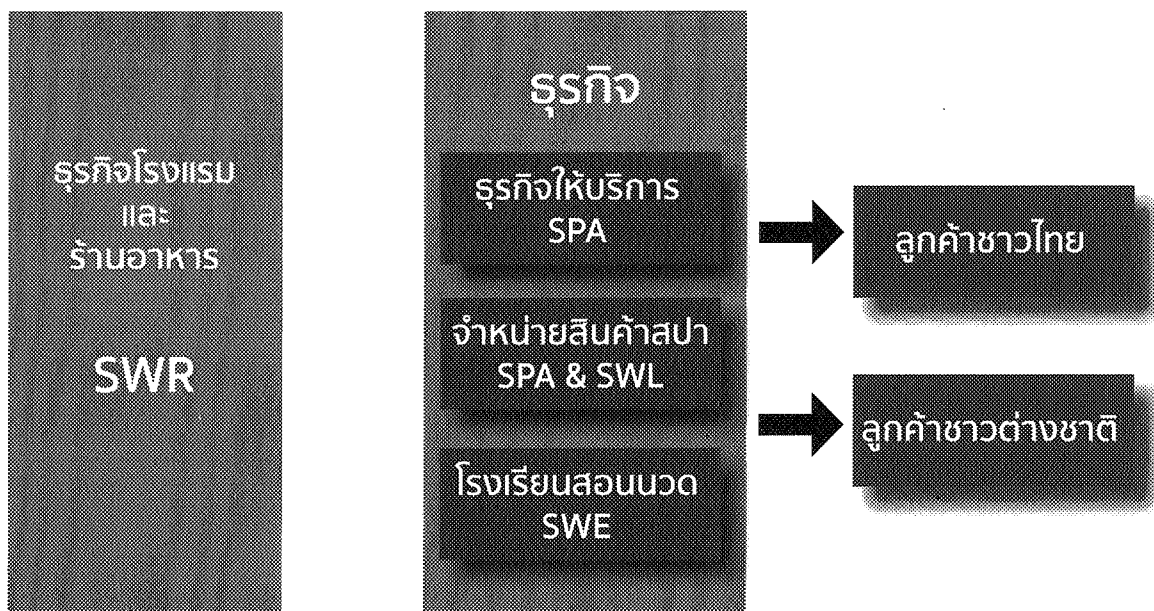 ธุรกิจโรงแรม
และ
ร้านอาหาร
SWR
ธุรกิจ
ธุรกิจให้บริการ
SPA
จำหน่ายสินค้าสปา
SPA & SWL
โรงเรียนสอนนวด
SWE
ลูกค้าชาวไทย
ลูกค้าชาวต่างชาติ